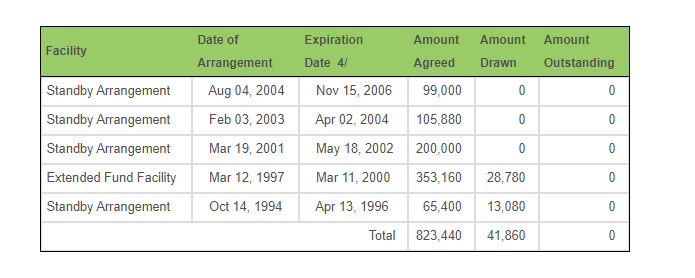 Facility Date of Arrangement Expiration Date 4/ Amount Agreed Amount Drawn Amount Outstanding
Standby Arrangement Aug 04, 2004 Nov 15, 2006 99,000 0 0
Standby Arrangement Feb 03, 2003 Apr 02, 2004 105,880 0 0
Standby Arrangement Mar 19, 2001 May 18, 2002 200,000 0 0
Extended Fund Facility Mar 12, 1997 Mar 11, 2000 353,160 28,780 0
Standby Arrangement Oct 14, 1994 Apr 13, 1996 65,400 13,080 0
Total 823,440 41,860 0